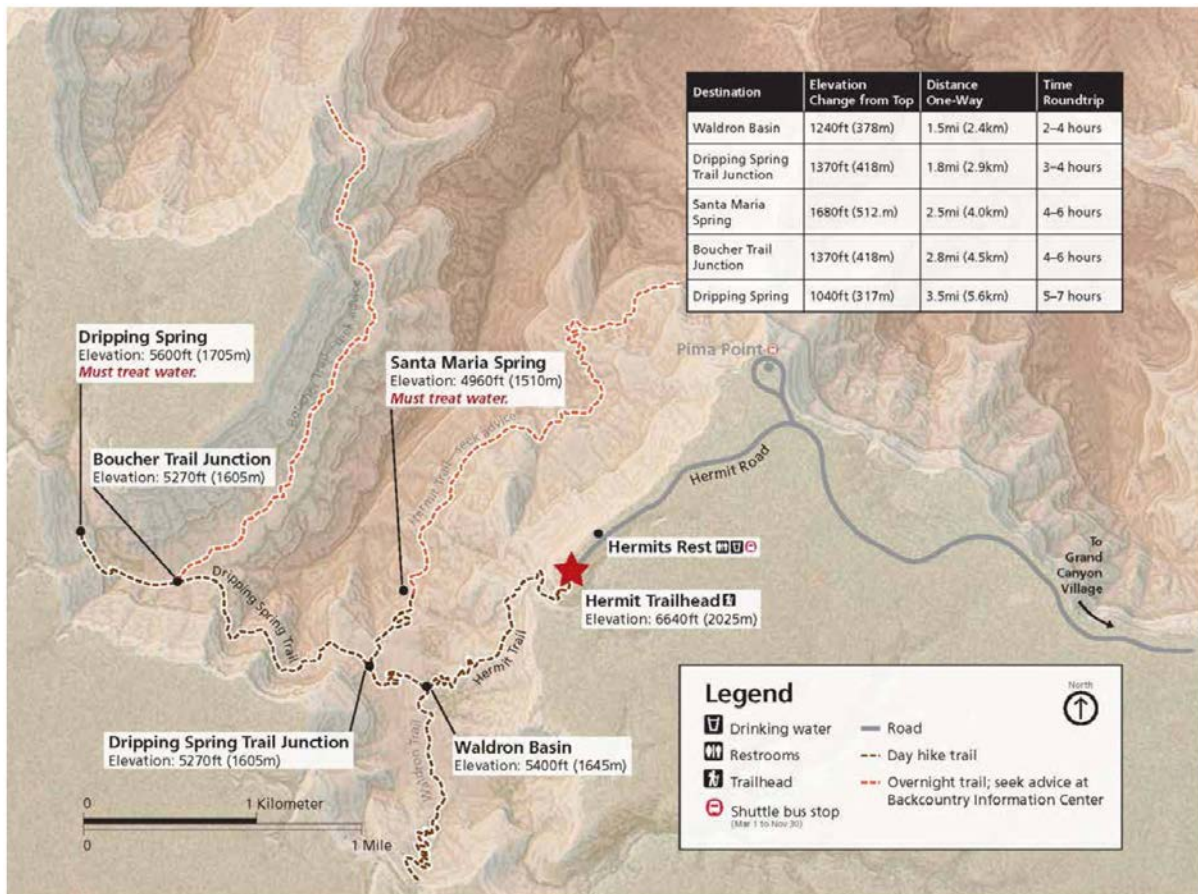 Destination
Elevation
Change from Top
Distance
One-Way
Time
Roundtrip
Waldron Basin
1240ft (378m)
1.5mi (2.4km)
2–4 hours
Dripping Spring
Trail Junction
1370ft (418m)
1.8mi (2.9km)
3–4 hours
Santa Maria
Spring
1680ft (512.m)
2.5mi (4.0km)
4–6 hours
Boucher Trail
Junction
1370ft (418m)
2.8mi (4.5km)
4–6 hours
Dripping Spring
1040ft (317m)
3.5mi (5.6km)
5–7 hours
Pima Point
Dripping Spring
Elevation: 5600ft (1705m)
Must treat water.
Santa Maria Spring
Elevation: 4960ft (1510m)
Must treat water.
Boucher Trail Junction
Elevation: 5270ft (1605m)
Boucher Trail - seek advice
Hermit Trail - seek advice
Hermit Road
Hermits Rest
To
Grand
Canyon
Village
Hermit Trailhead
Elevation: 6640ft (2025m)
Dripping Spring Trail
Hermit Trail
Waldron Trail
Dripping Spring Trail Junction
Elevation: 5270ft (1605m)
Waldron Basin
Elevation: 5400ft (1645m)
0
1 Kilometer
0
1 Mile
Legend
North
Drinking water
Restrooms
Trailhead
Shuttle bus stop
(Mar 1 to Nov 30)
Road
Day hike trail
Overnight trail; seek advice at
Backcountry Information Center